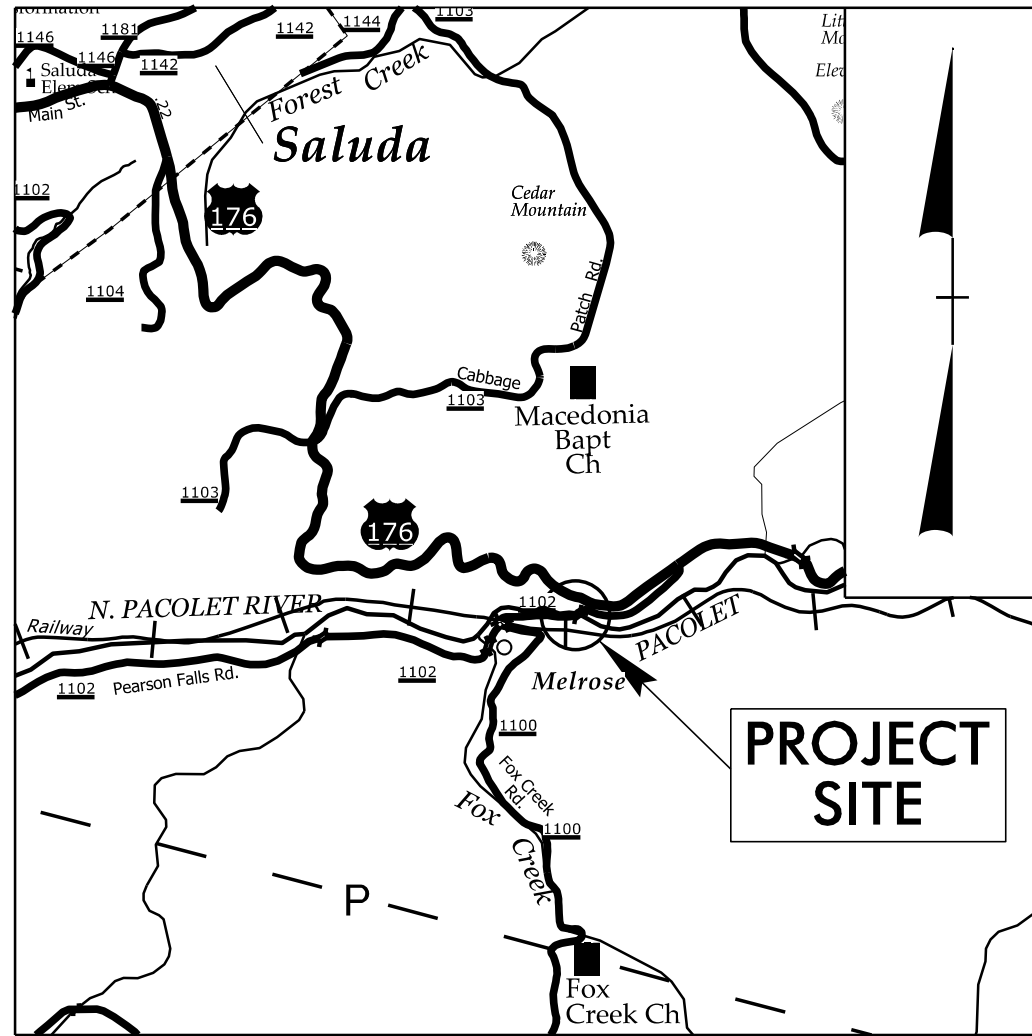 1146
1181
1142
1144
1103
1146
1142
Saluda
Main St.
22
Forest Creek
Saluda
1102
176
Cedar
Mountain
1104
Patch Rd.
Cabbage
1103
Macedonia
Bapt
Ch
1103
176
N. PACOLET RIVER
1102
Railway
PACOLET
1102
Pearson Falls Rd.
1102
Melrose
PROJECT
SITE
1100
Fox Creek
Rd.
Fox
Creek
1100
P
Fox
Creek Ch